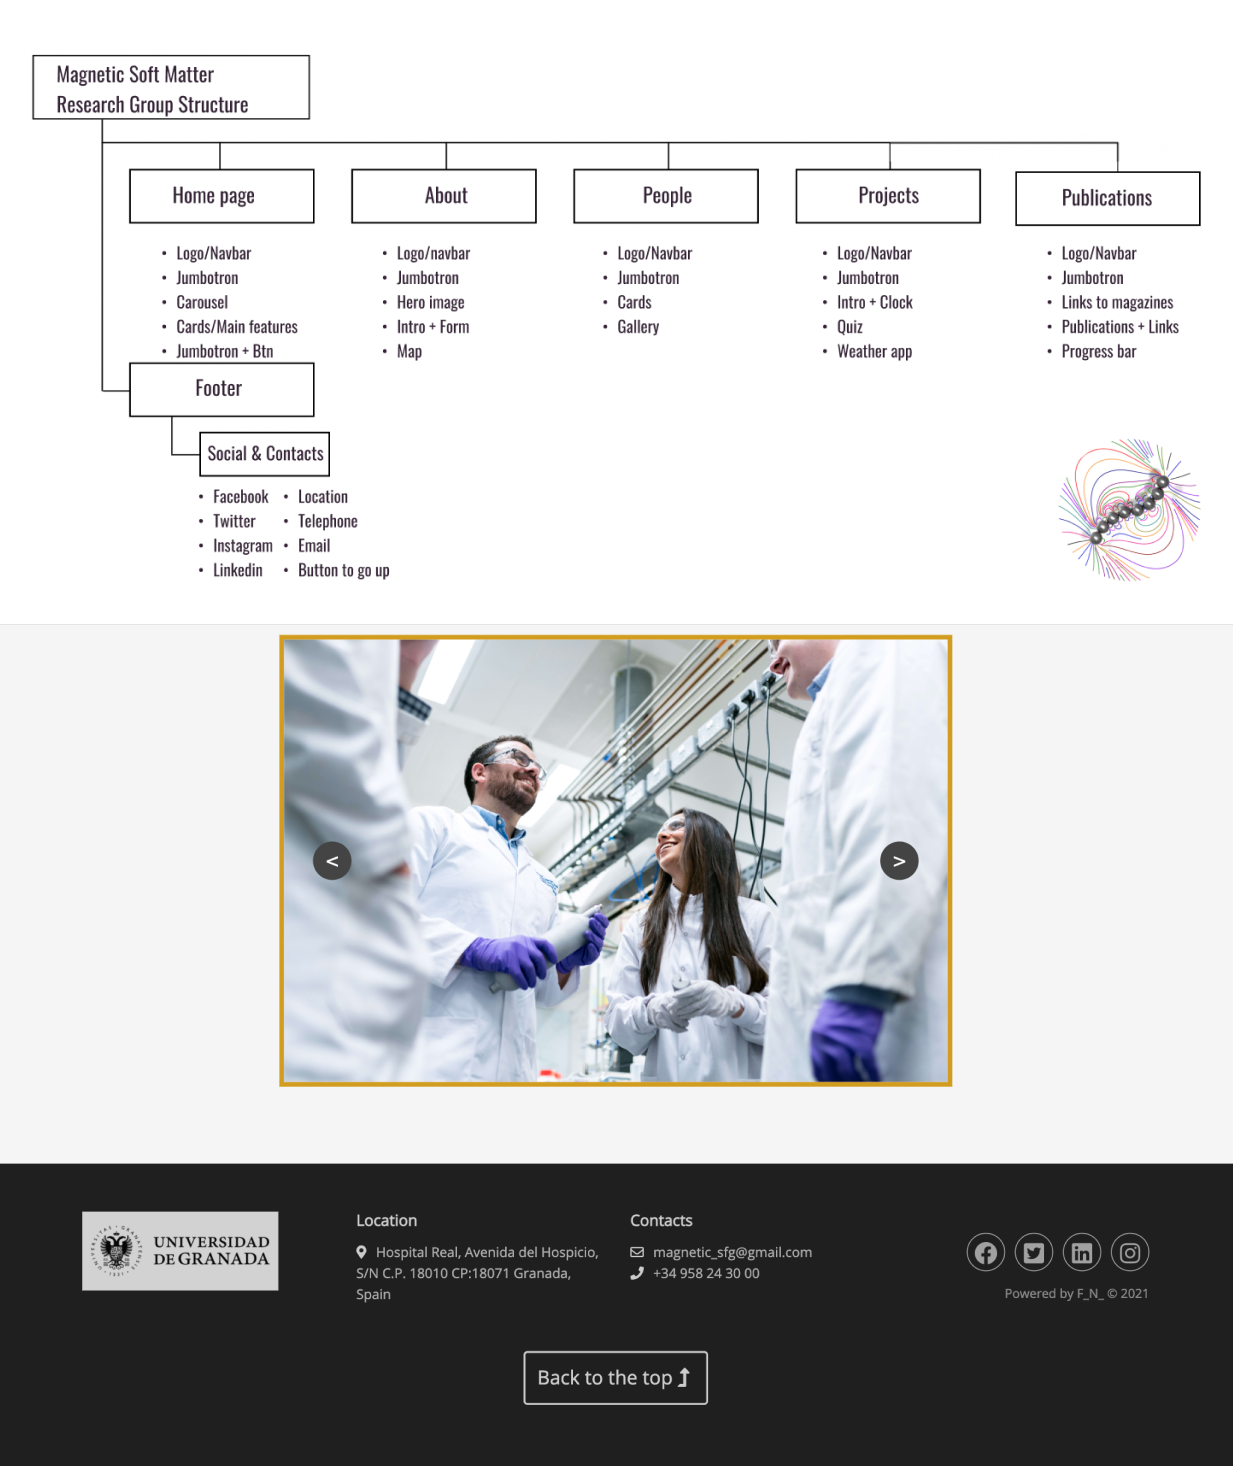 Magnetic Soft Matter
Research Group Structure
Home page
About
People
Projects
Publications
• Logo/Navbar
• Jumbotron
• Carousel
• Cards/Main features
• Jumbotron + Btn
• Logo/navbar
• Jumbotron
• Hero image
• Intro + Form
• Map
• Logo/Navbar
• Jumbotron
• Cards
• Gallery
• Logo/Navbar
• Jumbotron
• Intro + Clock
• Quiz
• Weather app
• Logo/Navbar
• Jumbotron
• Links to magazines
• Publications + Links
• Progress bar
Footer
Social & Contacts
• Facebook
• Twitter
• Instagram
• Linkedin
• Location
• Telephone
• Email
• Button to go up
<
>
UNIVERSIDAD
DE GRANADA
Location
Hospital Real, Avenida del Hospicio,
S/N C.P. 18010 CP:18071 Granada,
Spain
Contacts
magnetic_sfg@gmail.com
+34 958 24 30 00
Powered by F_N_ © 2021
Back to the top